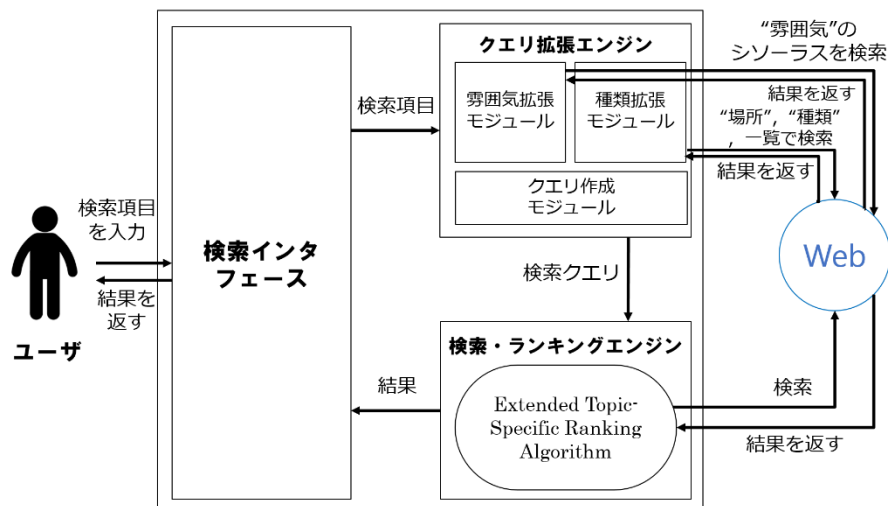 クエリ拡張エンジン
雰囲気拡張
モジュール
種類拡張
モジュール
クエリ作成
モジュール
検索項目
“雰囲気”の
シソーラスを検索
結果を返す
“場所”, “種類”
, 一覧で検索
結果を返す
検索項目
を入力
結果を
返す
ユーザ
検索インタ
フェース
検索クエリ
Web
検索・ランキングエンジン
Extended Topic-
Specific Ranking
Algorithm
結果
検索
結果を返す